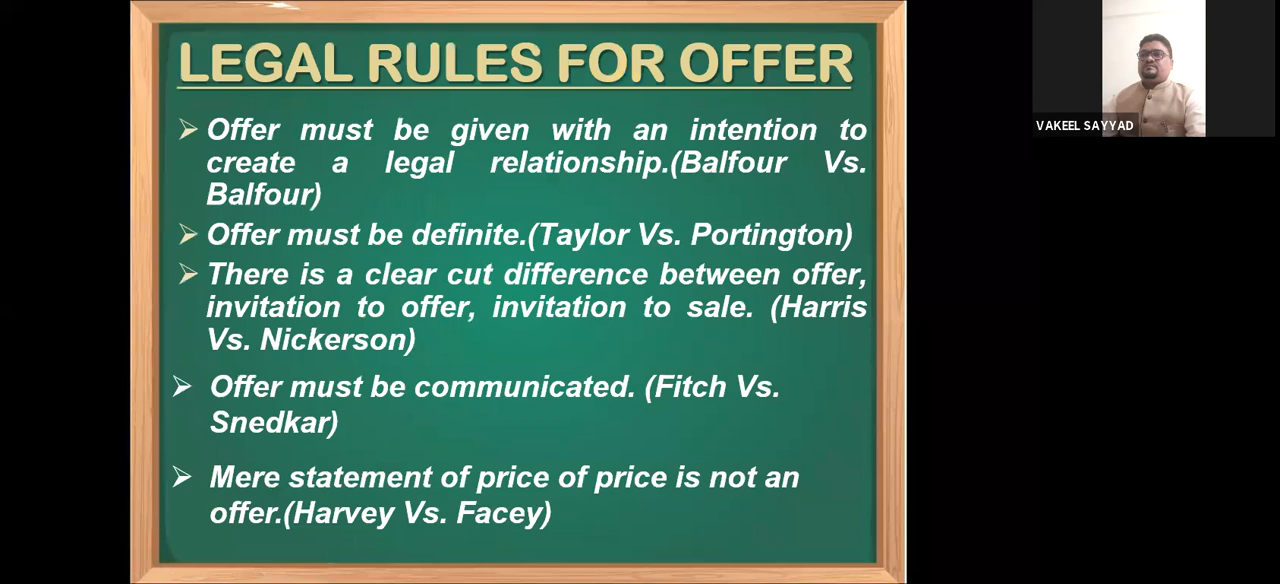 LEGAL RULES FOR OFFER
Offer must be given with an intention to
create a legal relationship.(Balfour Vs.
Balfour)
Offer must be definite.(Taylor Vs. Portington)
There is a clear cut difference between offer,
invitation to offer, invitation to sale. (Harris
Vs. Nickerson)
Offer must be communicated. (Fitch Vs.
Snedkar)
Mere statement of price of price is not an
offer.(Harvey Vs. Facey)
VAKEEL SAYYAD